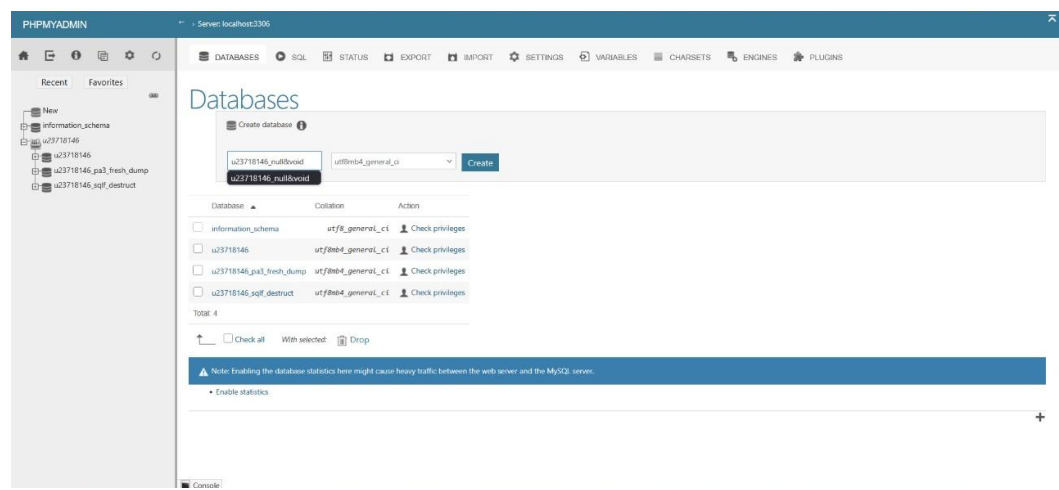 PHPMYADMIN
← » Server: localhost:3306
Recent Favorites
New
information_schema
u23718146
u23718146
u23718146_pa3_fresh_dump
u23718146_sqlf_destruct
DATABASES SQL STATUS EXPORT IMPORT SETTINGS VARIABLES CHARSETS ENGINES PLUGINS
Databases
Create database
u23718146_null&void utf8mb4_general_ci Create
u23718146_null&void
Database Collation Action
information_schema utf8_general_ci Check privileges
u23718146 utf8mb4_general_ci Check privileges
u23718146_pa3_fresh_dump utf8mb4_general_ci Check privileges
u23718146_sqlf_destruct utf8mb4_general_ci Check privileges
Total: 4
Check all With selected: Drop
Note: Enabling the database statistics here might cause heavy traffic between the web server and the MySQL server.
• Enable statistics
Console